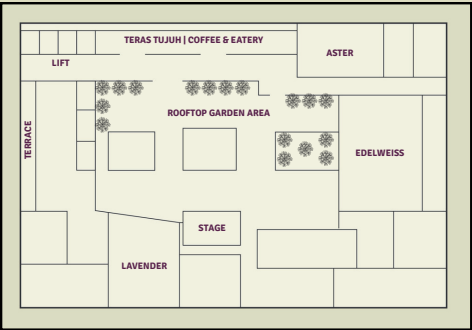 TERAS TUJUH | COFFEE & EATERY
ASTER
LIFT
ROOFTOP GARDEN AREA
TERRACE
EDELWEISS
STAGE
LAVENDER